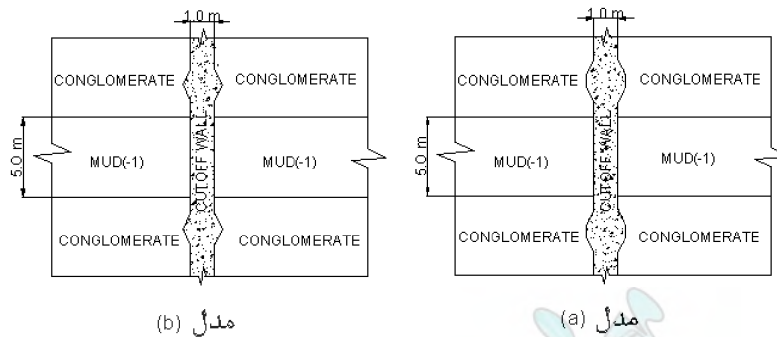 1.0 m
CONGLOMERATE CONGLOMERATE
5.0 m
MUD(-1) CUTOFF WALL MUD(-1)
CONGLOMERATE CONGLOMERATE
مدل (b)
1.0 m
CONGLOMERATE CONGLOMERATE
5.0 m
MUD(-1) CUTOFF WALL MUD(-1)
CONGLOMERATE CONGLOMERATE
مدل (a)